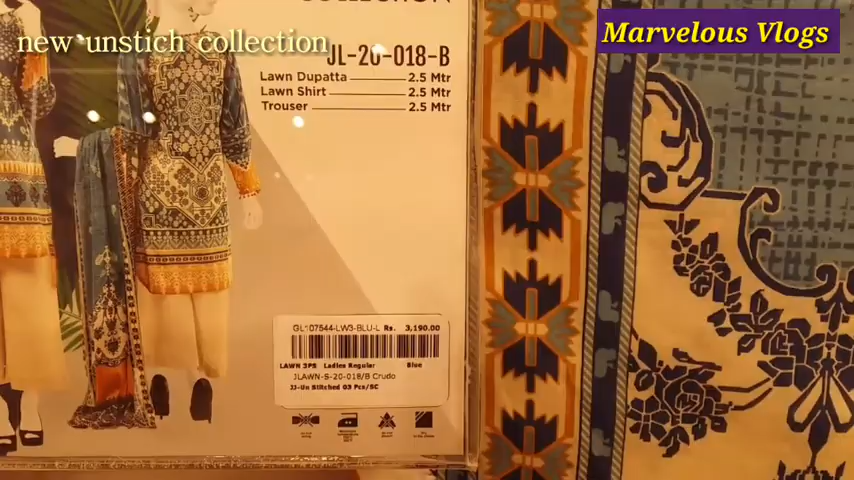 COLLECTION
new unstich collection
Marvelous Vlogs
JL-20-018-B
Lawn Dupatta 2.5 Mtr
Lawn Shirt 2.5 Mtr
Trouser 2.5 Mtr
GL107544-LW3-BLU-L Rs. 3,190.00
LAWN 3PS Ladies Regular Blue
JLAWN-S-20-018/B Crudo
JJ-Un Stitched 03 Pcs/SC